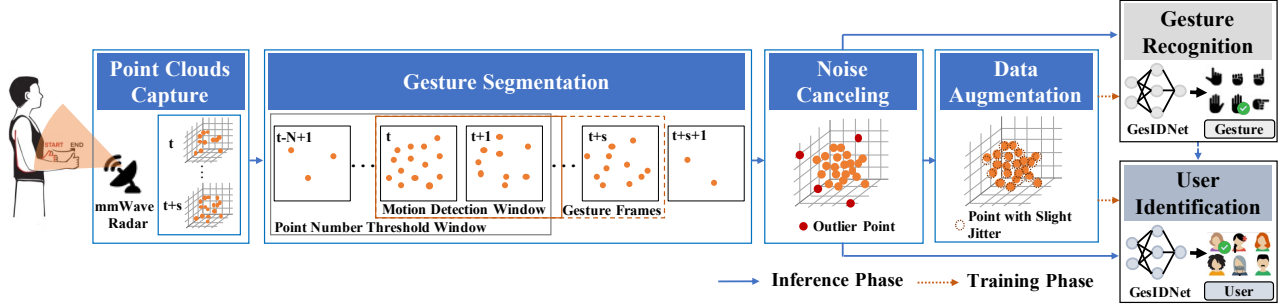 START END
Point Clouds
Capture
t
t+s
mmWave
Radar
Gesture Segmentation
t-N+1
t
t+1
t+s
t+s+1
Motion Detection Window
Gesture Frames
Point Number Threshold Window
Noise
Canceling
Outlier Point
Data
Augmentation
Point with Slight
Jitter
Gesture
Recognition
GesIDNet
Gesture
User
Identification
GesIDNet
User
Inference Phase
Training Phase